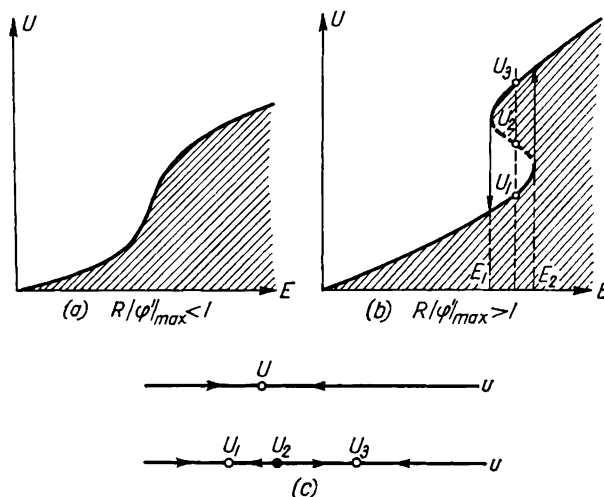 U
E
(a) R/φ'/max<1
U
U3
U2
U1
E1
E2
E
(b) R/φ'/max>1
U
u
U1
U2
U3
u
(c)